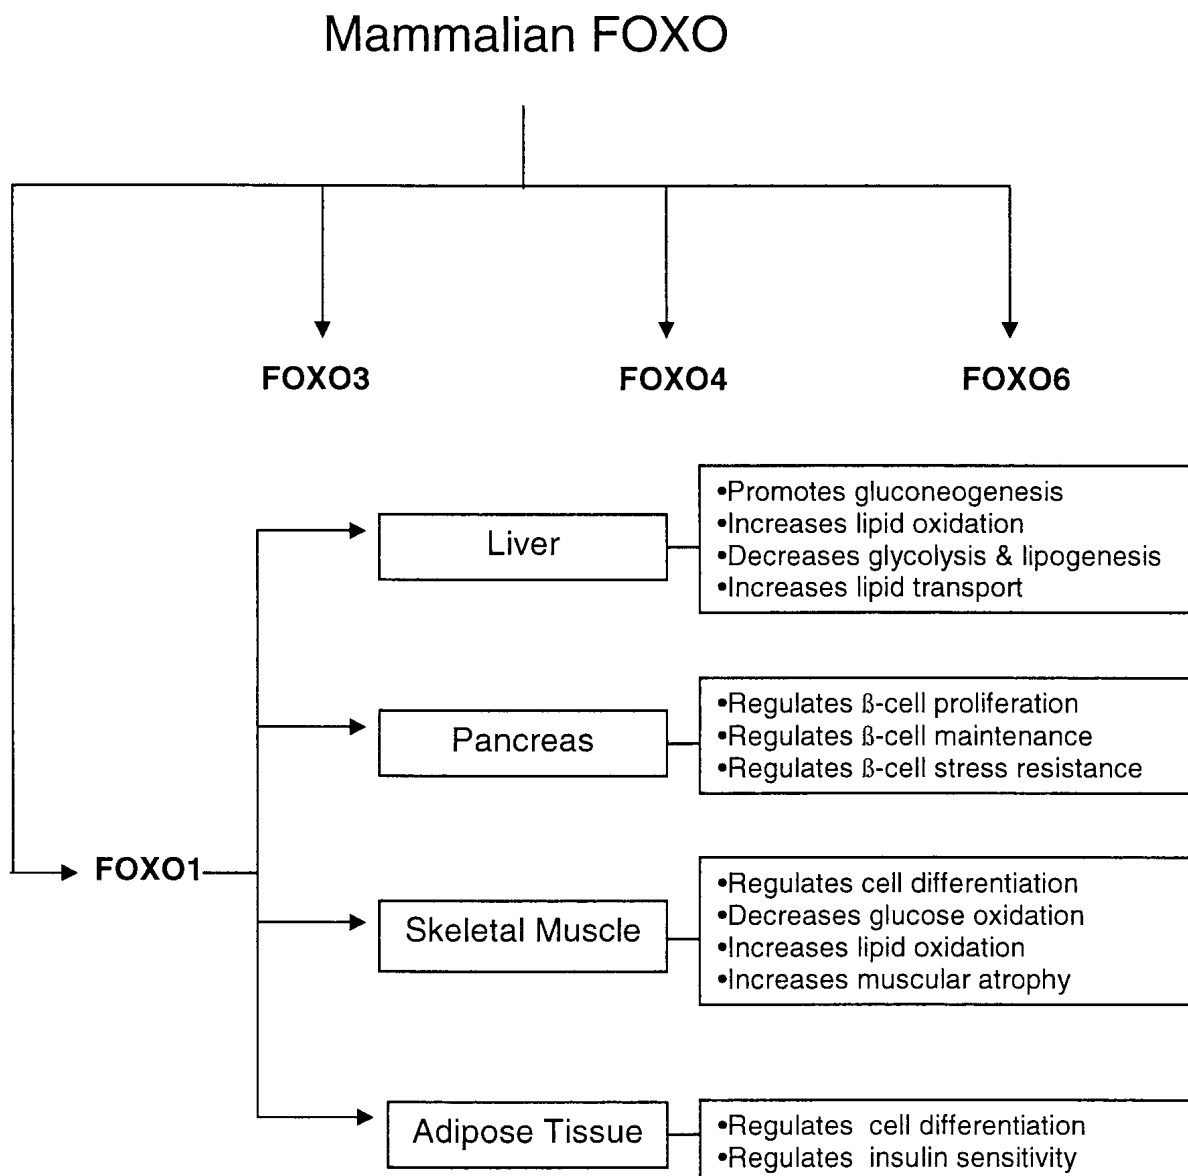 Mammalian FOXO
FOXO3
FOXO4
FOXO6
FOXO1
Liver
•Promotes gluconeogenesis
•Increases lipid oxidation
•Decreases glycolysis & lipogenesis
•Increases lipid transport
Pancreas
•Regulates ß-cell proliferation
•Regulates ß-cell maintenance
•Regulates ß-cell stress resistance
Skeletal Muscle
•Regulates cell differentiation
•Decreases glucose oxidation
•Increases lipid oxidation
•Increases muscular atrophy
Adipose Tissue
•Regulates cell differentiation
•Regulates insulin sensitivity